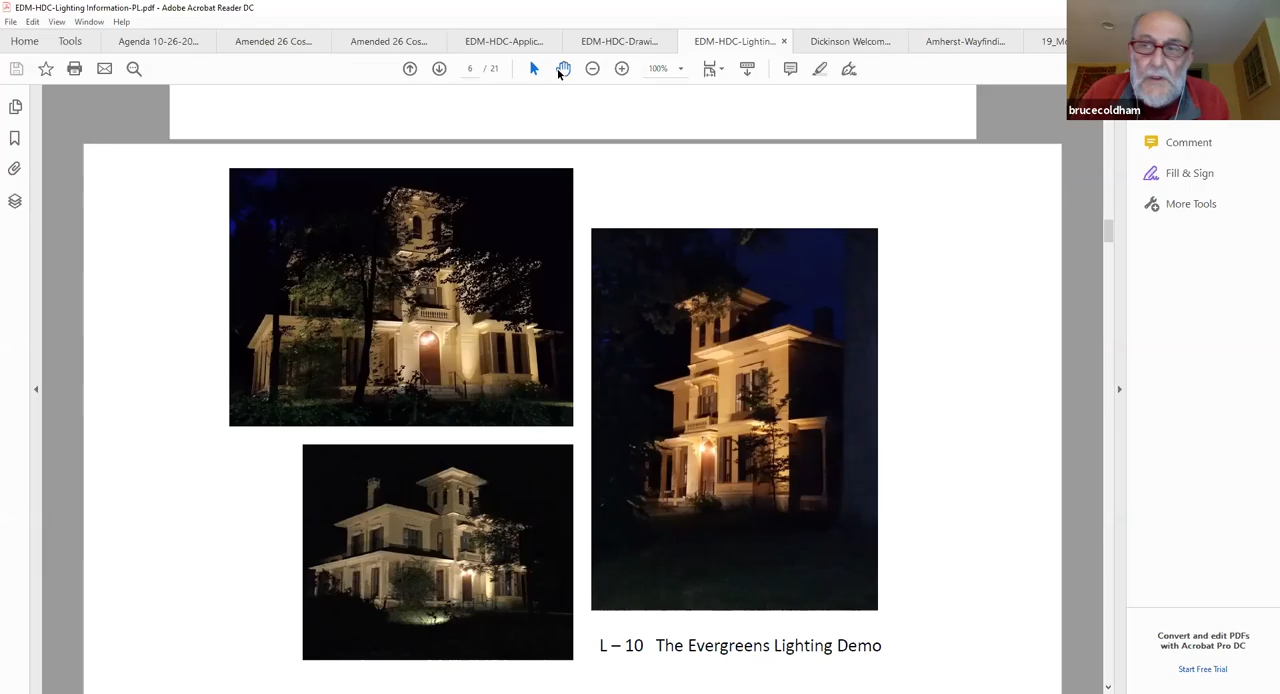 EDM-HDC-Lighting Information-PL.pdf - Adobe Acrobat Reader DC
File Edit View Window Help
Home Tools Agenda 10-26-20... Amended 26 Cos... Amended 26 Cos... EDM-HDC-Applic... EDM-HDC-Drawi... EDM-HDC-Lightin... × Dickinson Welcom... Amherst-Wayfindi...
6 / 21 100%
brucecoldham
Comment
Fill & Sign
More Tools
L – 10 The Evergreens Lighting Demo
Convert and edit PDFs
with Acrobat Pro DC
Start Free Trial